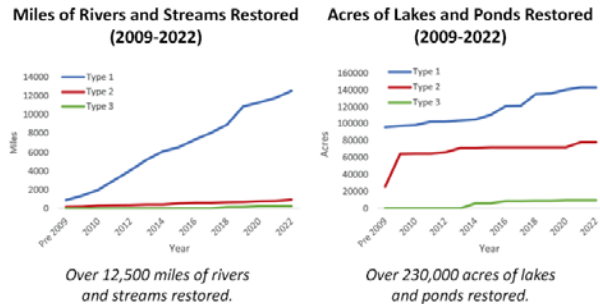 Miles of Rivers and Streams Restored
(2009-2022)
14000
12000
10000
8000
6000
4000
2000
0
Miles
Type 1
Type 2
Type 3
Pre 2009
2010
2012
2014
2016
2018
2020
2022
Year
Over 12,500 miles of rivers
and streams restored.
Acres of Lakes and Ponds Restored
(2009-2022)
160000
140000
120000
100000
80000
60000
40000
20000
0
Acres
Type 1
Type 2
Type 3
Pre 2009
2010
2012
2014
2016
2018
2020
2022
Year
Over 230,000 acres of lakes
and ponds restored.